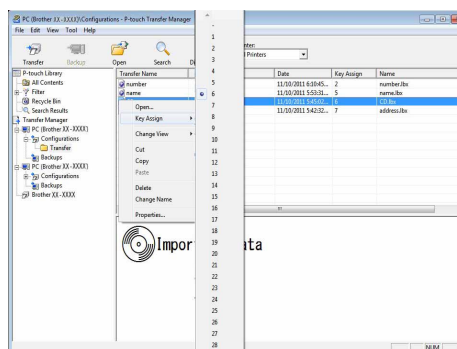 PC (Brother XX-XXXX)\Configurations - P-touch Transfer Manager
File Edit View Tool Help
Transfer Backup Open Search
P-touch Library
All Contents
Filter
Recycle Bin
Search Results
Transfer Manager
PC (Brother XX-XXXX)
Configurations
Transfer
Backups
PC (Brother XX-XXXX)
Configurations
Backups
Brother XX-XXXX
Transfer Name Date Key Assign Name
number 11/10/2011 6:10:45... 2 number.lbx
name 11/10/2011 5:53:31... 5 name.lbx
11/10/2011 5:45:02... 6 CD.lbx
11/10/2011 5:42:32... 7 address.lbx
Open...
Key Assign
Change View
Cut
Copy
Paste
Delete
Change Name
Properties...
-
1
2
3
4
5
6
7
8
9
10
11
12
13
14
15
16
17
18
19
20
21
22
23
24
25
26
27
28
Impor
ata
NUM